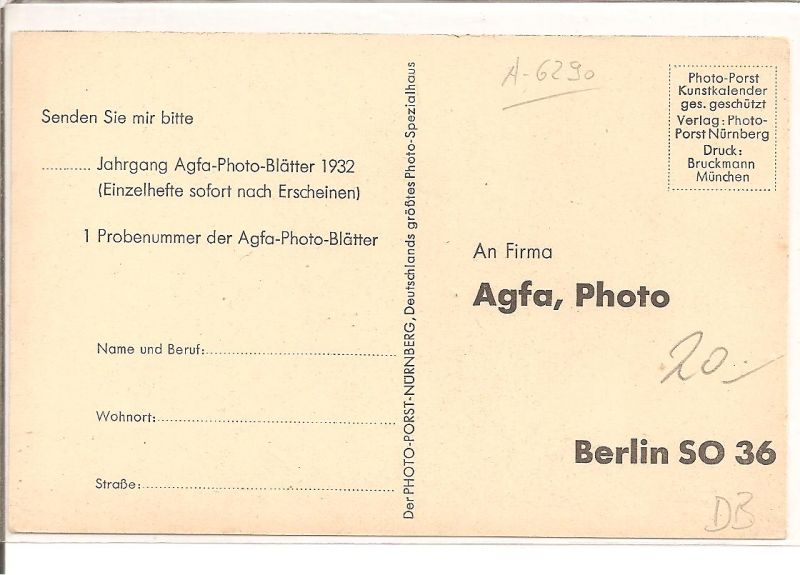 Senden Sie mir bitte
........... Jahrgang Agfa-Photo-Blätter 1932
(Einzelhefte sofort nach Erscheinen)
1 Probenummer der Agfa-Photo-Blätter
Name und Beruf:
Wohnort:
Straße:
Der PHOTO-PORST-NÜRNBERG, Deutschlands größtes Photo-Spezialhaus
A-6290
Photo-Porst
Kunstkalender
ges. geschützt
Verlag: Photo-
Porst Nürnberg
Druck:
Bruckmann
München
An Firma
Agfa, Photo
20.-
Berlin SO 36
DB